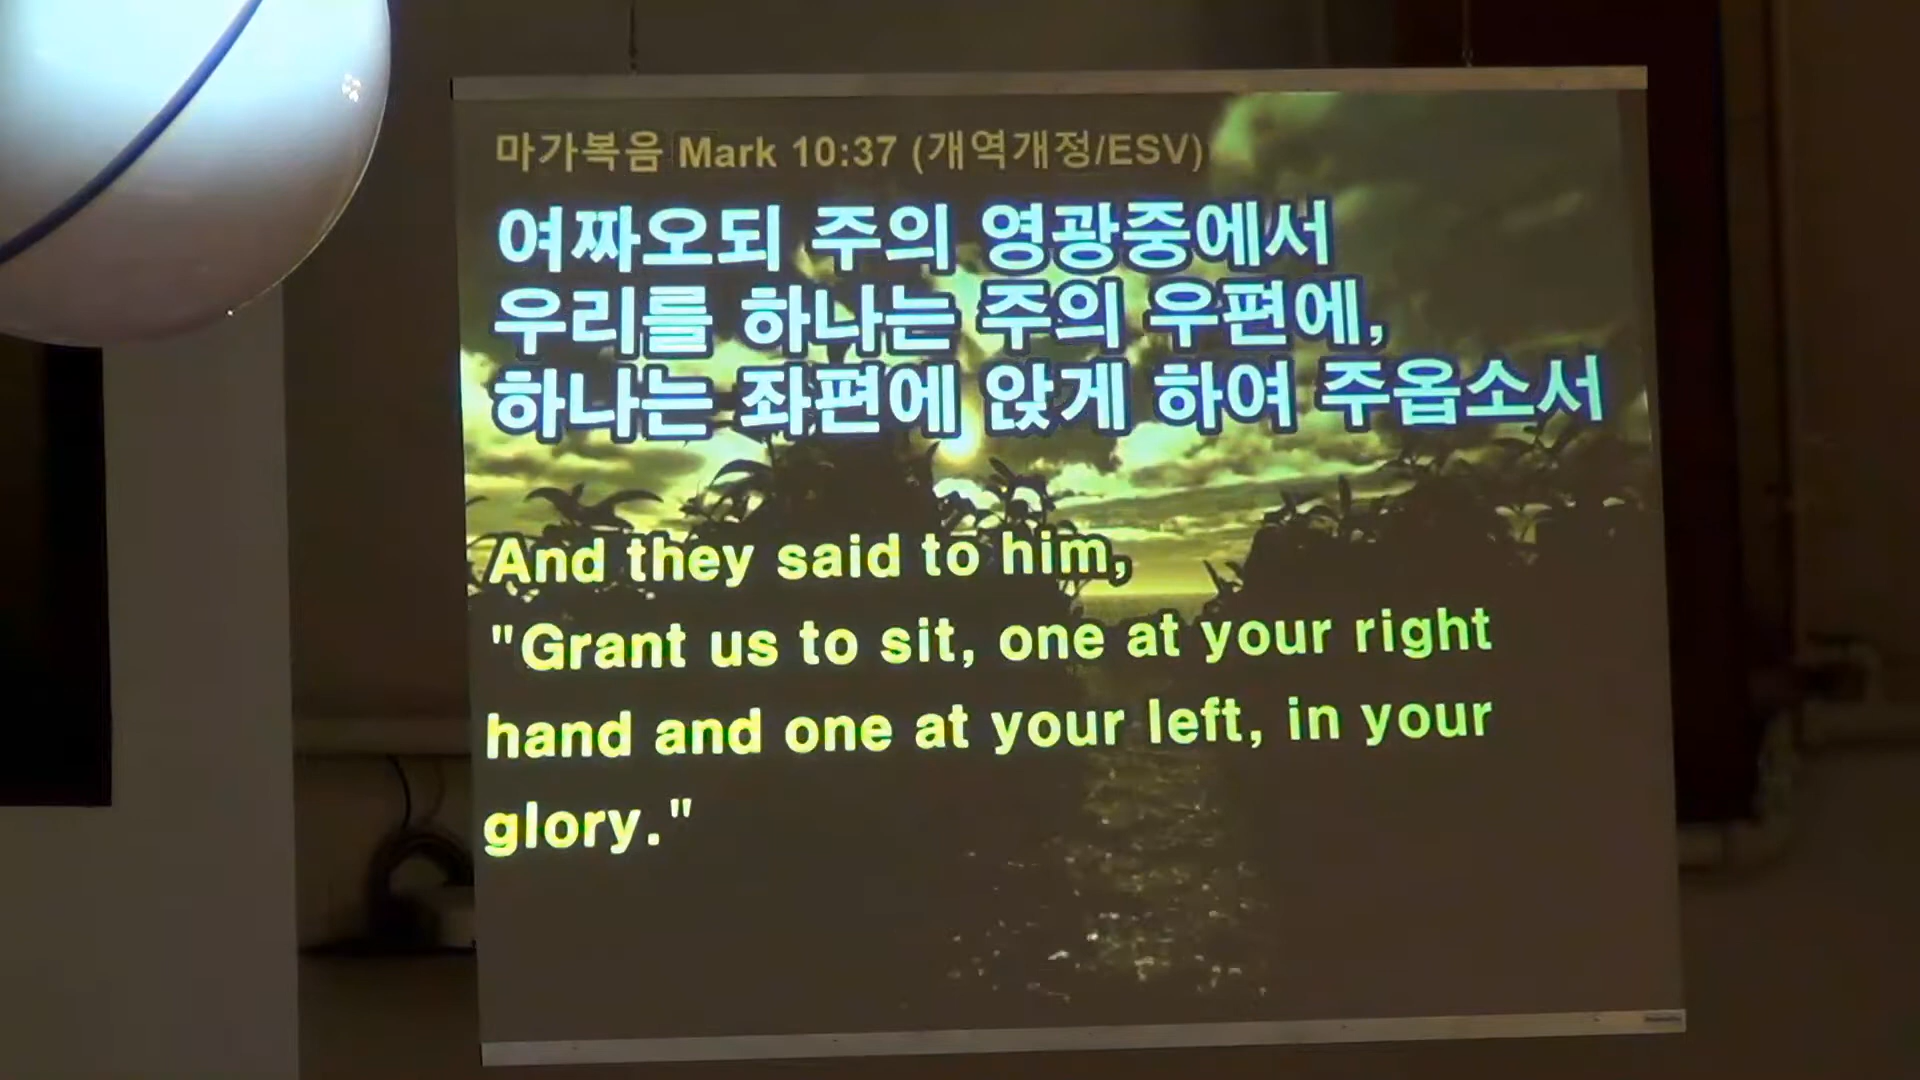 마가복음 Mark 10:37 (개역개정/ESV)
여짜오되 주의 영광중에서
우리를 하나는 주의 우편에,
하나는 좌편에 앉게 하여 주옵소서
And they said to him,
"Grant us to sit, one at your right
hand and one at your left, in your
glory."